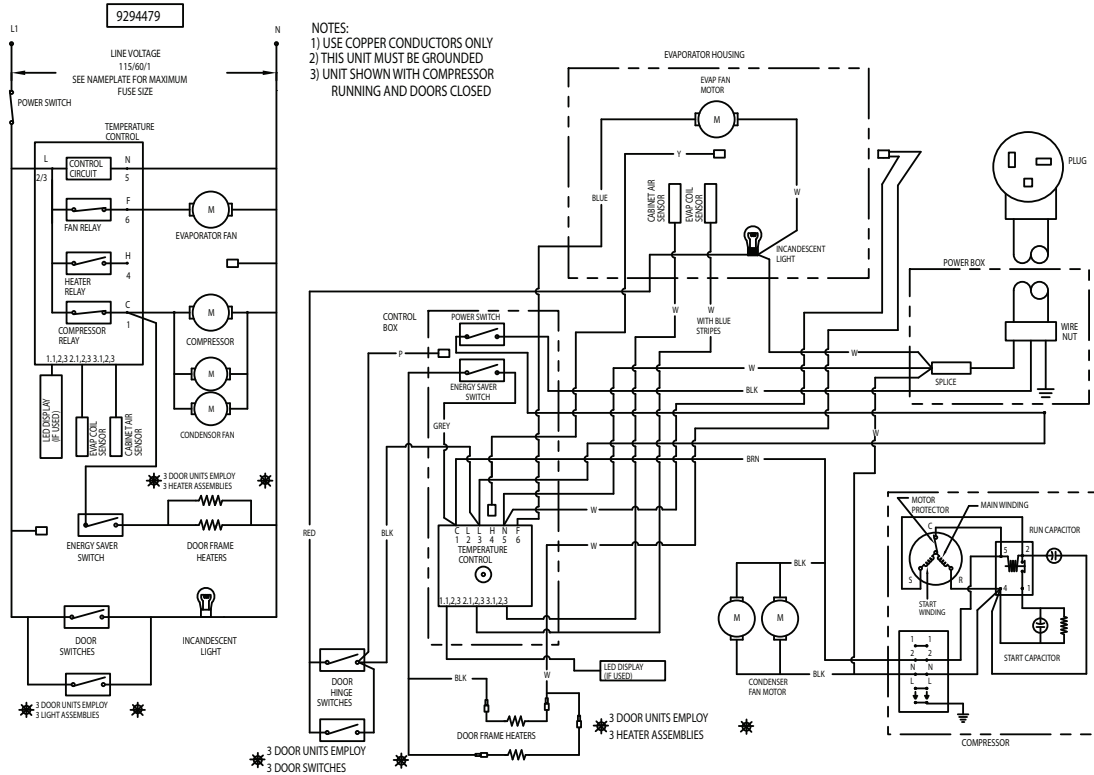 9294479
L1
N
LINE VOLTAGE
115/60/1
SEE NAMEPLATE FOR MAXIMUM
FUSE SIZE
POWER SWITCH
NOTES:
1) USE COPPER CONDUCTORS ONLY
2) THIS UNIT MUST BE GROUNDED
3) UNIT SHOWN WITH COMPRESSOR
RUNNING AND DOORS CLOSED
TEMPERATURE
CONTROL
L
2/3
CONTROL
CIRCUIT
N
5
FAN RELAY
F
6
M
EVAPORATOR FAN
HEATER
RELAY
H
4
COMPRESSOR
RELAY
C
1
M
COMPRESSOR
M
M
CONDENSOR FAN
1.1,2,3 2.1,2,3 3.1,2,3
LED DISPLAY
(IF USED)
EVAP COIL
SENSOR
CABINET AIR
SENSOR
3 DOOR UNITS EMPLOY
3 HEATER ASSEMBLIES
ENERGY SAVER
SWITCH
DOOR FRAME
HEATERS
DOOR
SWITCHES
INCANDESCENT
LIGHT
3 DOOR UNITS EMPLOY
3 LIGHT ASSEMBLIES
EVAPORATOR HOUSING
EVAP FAN
MOTOR
M
Y
BLUE
W
CABINET AIR
SENSOR
EVAP COIL
SENSOR
INCANDESCENT
LIGHT
W
W
WITH BLUE
STRIPES
PLUG
POWER BOX
WIRE
NUT
SPLICE
W
W
BLK
W
CONTROL
BOX
POWER SWITCH
P
ENERGY SAVER
SWITCH
GREY
BRN
RED
BLK
W
W
C L L H N F
1 2 3 4 5 6
TEMPERATURE
CONTROL
1.1,2,3 2.1,2,3 3.1,2,3
LED DISPLAY
(IF USED)
DOOR
HINGE
SWITCHES
3 DOOR UNITS EMPLOY
3 DOOR SWITCHES
BLK
W
DOOR FRAME HEATERS
3 DOOR UNITS EMPLOY
3 HEATER ASSEMBLIES
BLK
M
M
BLK
CONDENSER
FAN MOTOR
MOTOR
PROTECTOR
MAIN WINDING
C
S
R
START
WINDING
5
2
4
1
RUN CAPACITOR
START CAPACITOR
1 1
2 2
N N
L L
COMPRESSOR